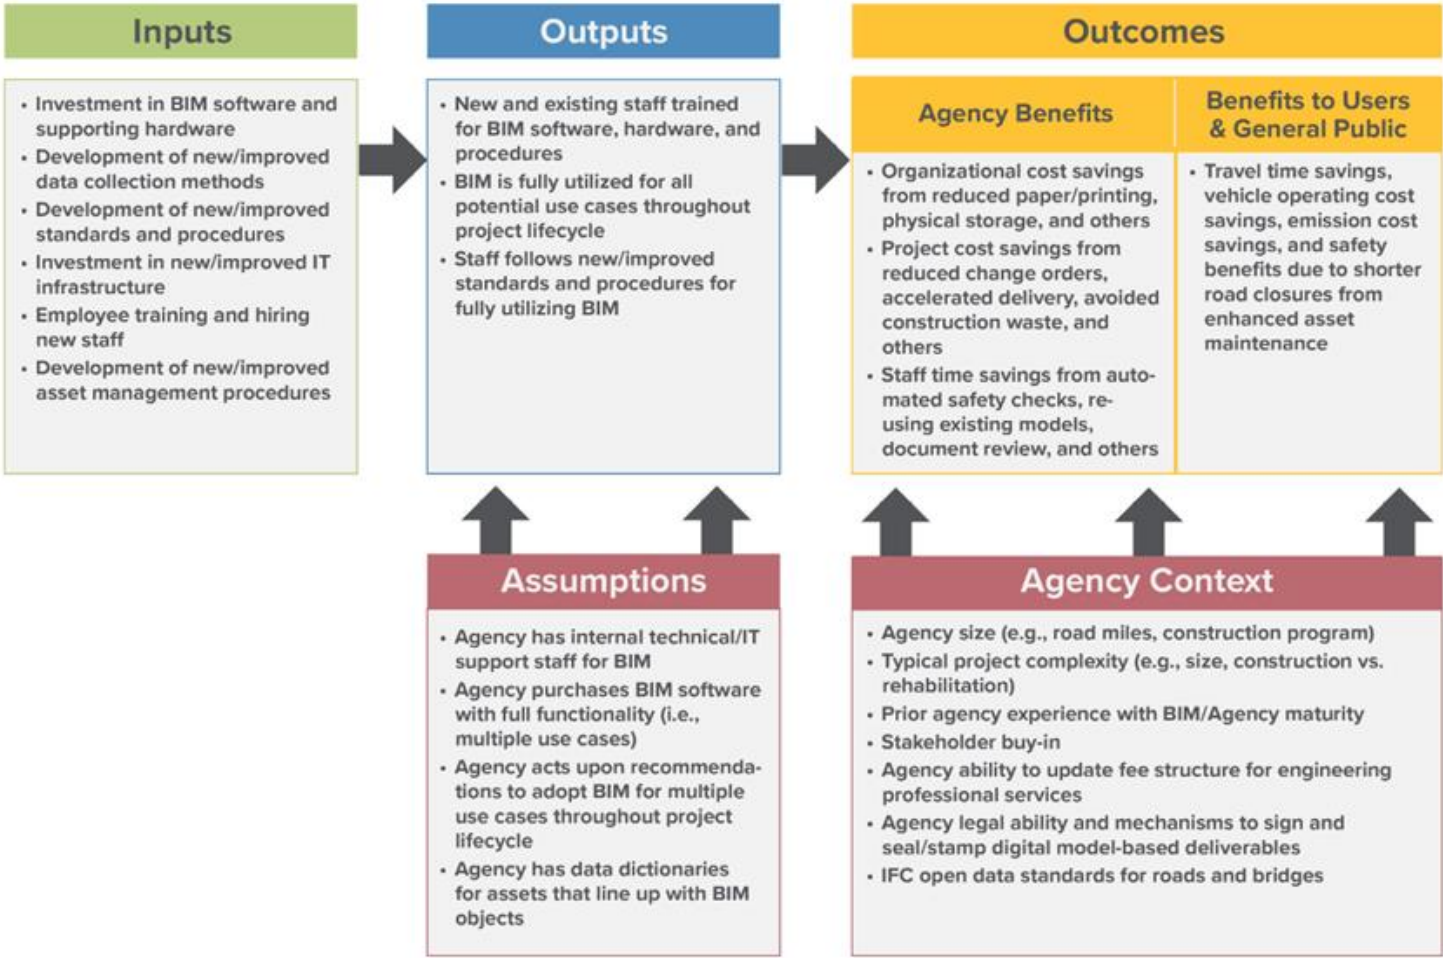 Inputs
• Investment in BIM software and
supporting hardware
• Development of new/improved
data collection methods
• Development of new/improved
standards and procedures
• Investment in new/improved IT
infrastructure
• Employee training and hiring
new staff
• Development of new/improved
asset management procedures
Outputs
• New and existing staff trained
for BIM software, hardware, and
procedures
• BIM is fully utilized for all
potential use cases throughout
project lifecycle
• Staff follows new/improved
standards and procedures for
fully utilizing BIM
Outcomes
Agency Benefits
• Organizational cost savings
from reduced paper/printing,
physical storage, and others
• Project cost savings from
reduced change orders,
accelerated delivery, avoided
construction waste, and
others
• Staff time savings from auto-
mated safety checks, re-
using existing models,
document review, and others
Benefits to Users
& General Public
• Travel time savings,
vehicle operating cost
savings, emission cost
savings, and safety
benefits due to shorter
road closures from
enhanced asset
maintenance
Assumptions
• Agency has internal technical/IT
support staff for BIM
• Agency purchases BIM software
with full functionality (i.e.,
multiple use cases)
• Agency acts upon recommenda-
tions to adopt BIM for multiple
use cases throughout project
lifecycle
• Agency has data dictionaries
for assets that line up with BIM
objects
Agency Context
• Agency size (e.g., road miles, construction program)
• Typical project complexity (e.g., size, construction vs.
rehabilitation)
• Prior agency experience with BIM/Agency maturity
• Stakeholder buy-in
• Agency ability to update fee structure for engineering
professional services
• Agency legal ability and mechanisms to sign and
seal/stamp digital model-based deliverables
• IFC open data standards for roads and bridges